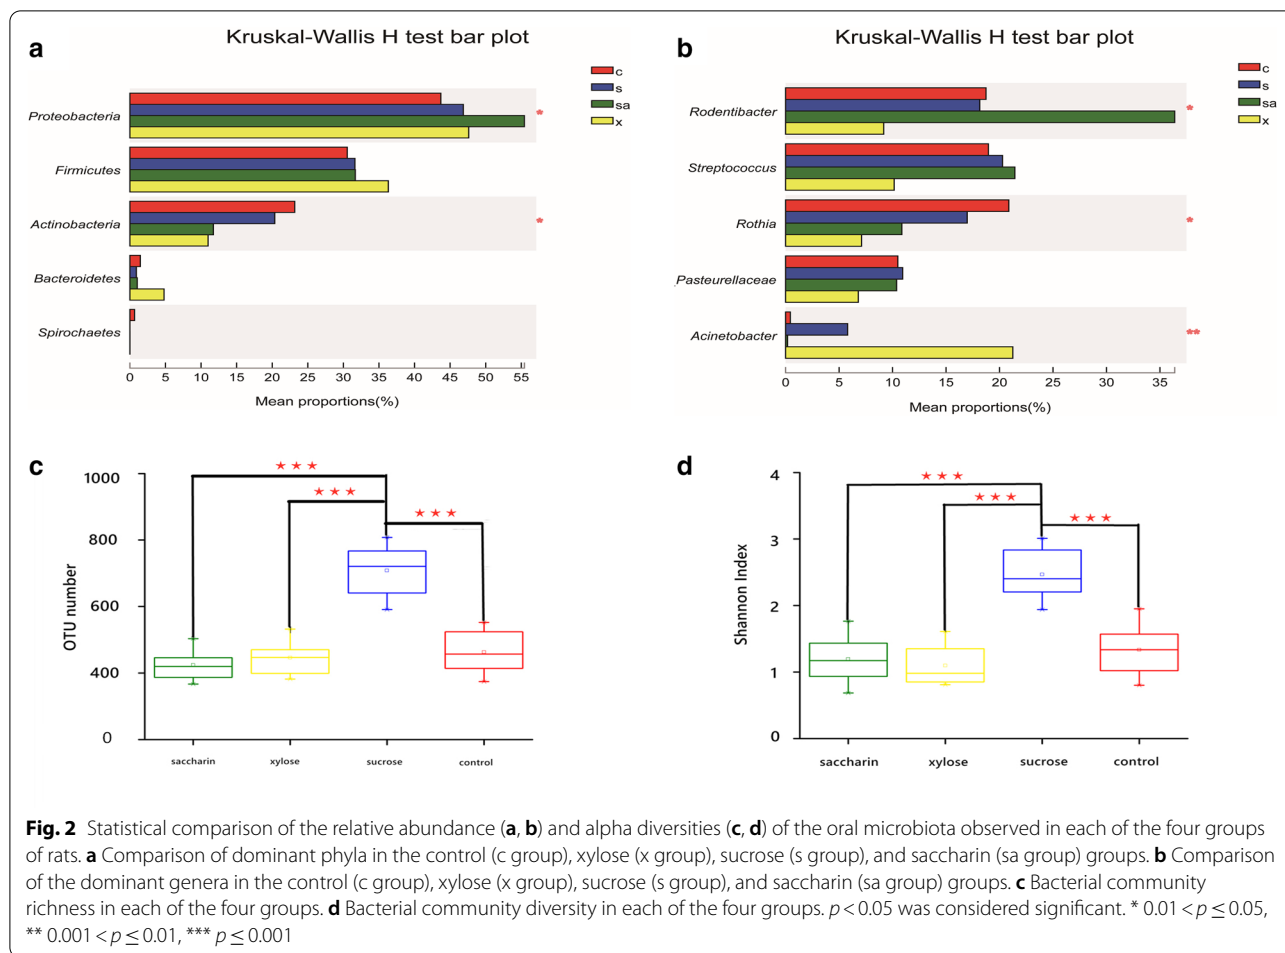 a
Kruskal-Wallis H test bar plot
c
s
sa
x
Proteobacteria
*
Firmicutes
Actinobacteria
*
Bacteroidetes
Spirochaetes
0 5 10 15 20 25 30 35 40 45 50 55
Mean proportions(%)
b
Kruskal-Wallis H test bar plot
c
s
sa
x
Rodentibacter
*
Streptococcus
Rothia
*
Pasteurellaceae
Acinetobacter
**
0 5 10 15 20 25 30 35
Mean proportions(%)
c
★ ★ ★
★ ★ ★
★ ★ ★
1000
800
600
400
0
OTU number
saccharin xylose sucrose control
d
★ ★ ★
★ ★ ★
★ ★ ★
4
3
2
1
0
Shannon Index
saccharin xylose sucrose control
Fig. 2 Statistical comparison of the relative abundance (a, b) and alpha diversities (c, d) of the oral microbiota observed in each of the four groups
of rats. a Comparison of dominant phyla in the control (c group), xylose (x group), sucrose (s group), and saccharin (sa group) groups. b Comparison
of the dominant genera in the control (c group), xylose (x group), sucrose (s group), and saccharin (sa group) groups. c Bacterial community
richness in each of the four groups. d Bacterial community diversity in each of the four groups. p < 0.05 was considered significant. * 0.01 < p ≤ 0.05,
** 0.001 < p ≤ 0.01, *** p ≤ 0.001